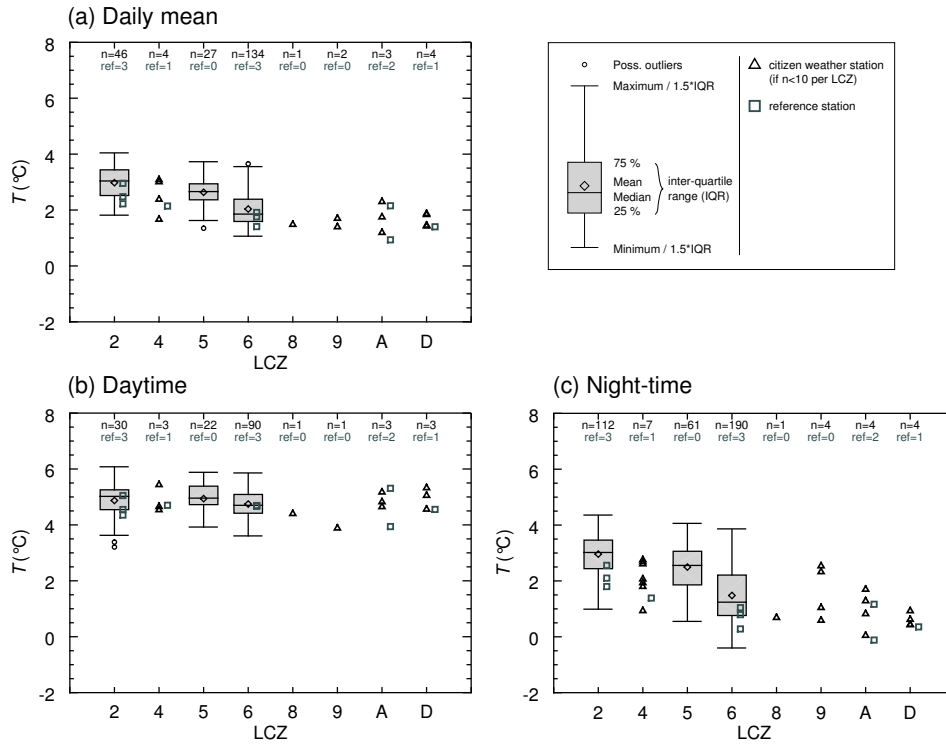 (a) Daily mean
8
6
4
2
0
-2
T (°C)
n=46 n=4 n=27 n=134 n=1 n=2 n=3 n=4
ref=3 ref=1 ref=0 ref=3 ref=0 ref=0 ref=2 ref=1
2 4 5 6 8 9 A D
LCZ
Poss. outliers
Maximum / 1.5*IQR
75 %
Mean
Median
25 %
inter-quartile
range (IQR)
Minimum / 1.5*IQR
citizen weather station
(if n<10 per LCZ)
reference station
(b) Daytime
8
6
4
2
0
-2
T (°C)
n=30 n=3 n=22 n=90 n=1 n=1 n=3 n=3
ref=3 ref=1 ref=0 ref=3 ref=0 ref=0 ref=2 ref=1
2 4 5 6 8 9 A D
LCZ
(c) Night-time
8
6
4
2
0
-2
T (°C)
n=112 n=7 n=61 n=190 n=1 n=4 n=4 n=4
ref=3 ref=1 ref=0 ref=3 ref=0 ref=0 ref=2 ref=1
2 4 5 6 8 9 A D
LCZ